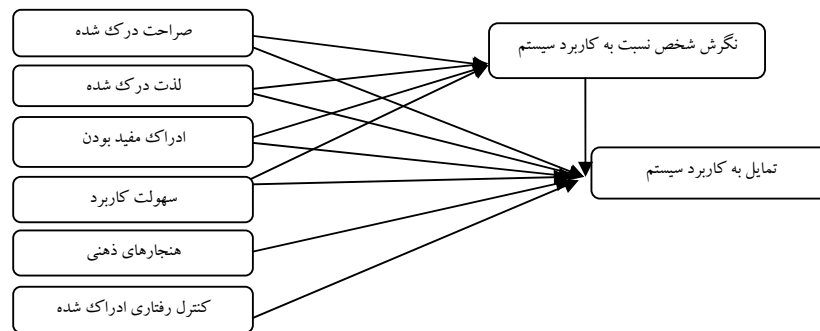 صراحت درک شده
لذت درک شده
ادراک مفید بودن
سهولت کاربرد
هنجارهای ذهنی
کنترل رفتاری ادراک شده
نگرش شخص نسبت به کاربرد سیستم
تمایل به کاربرد سیستم